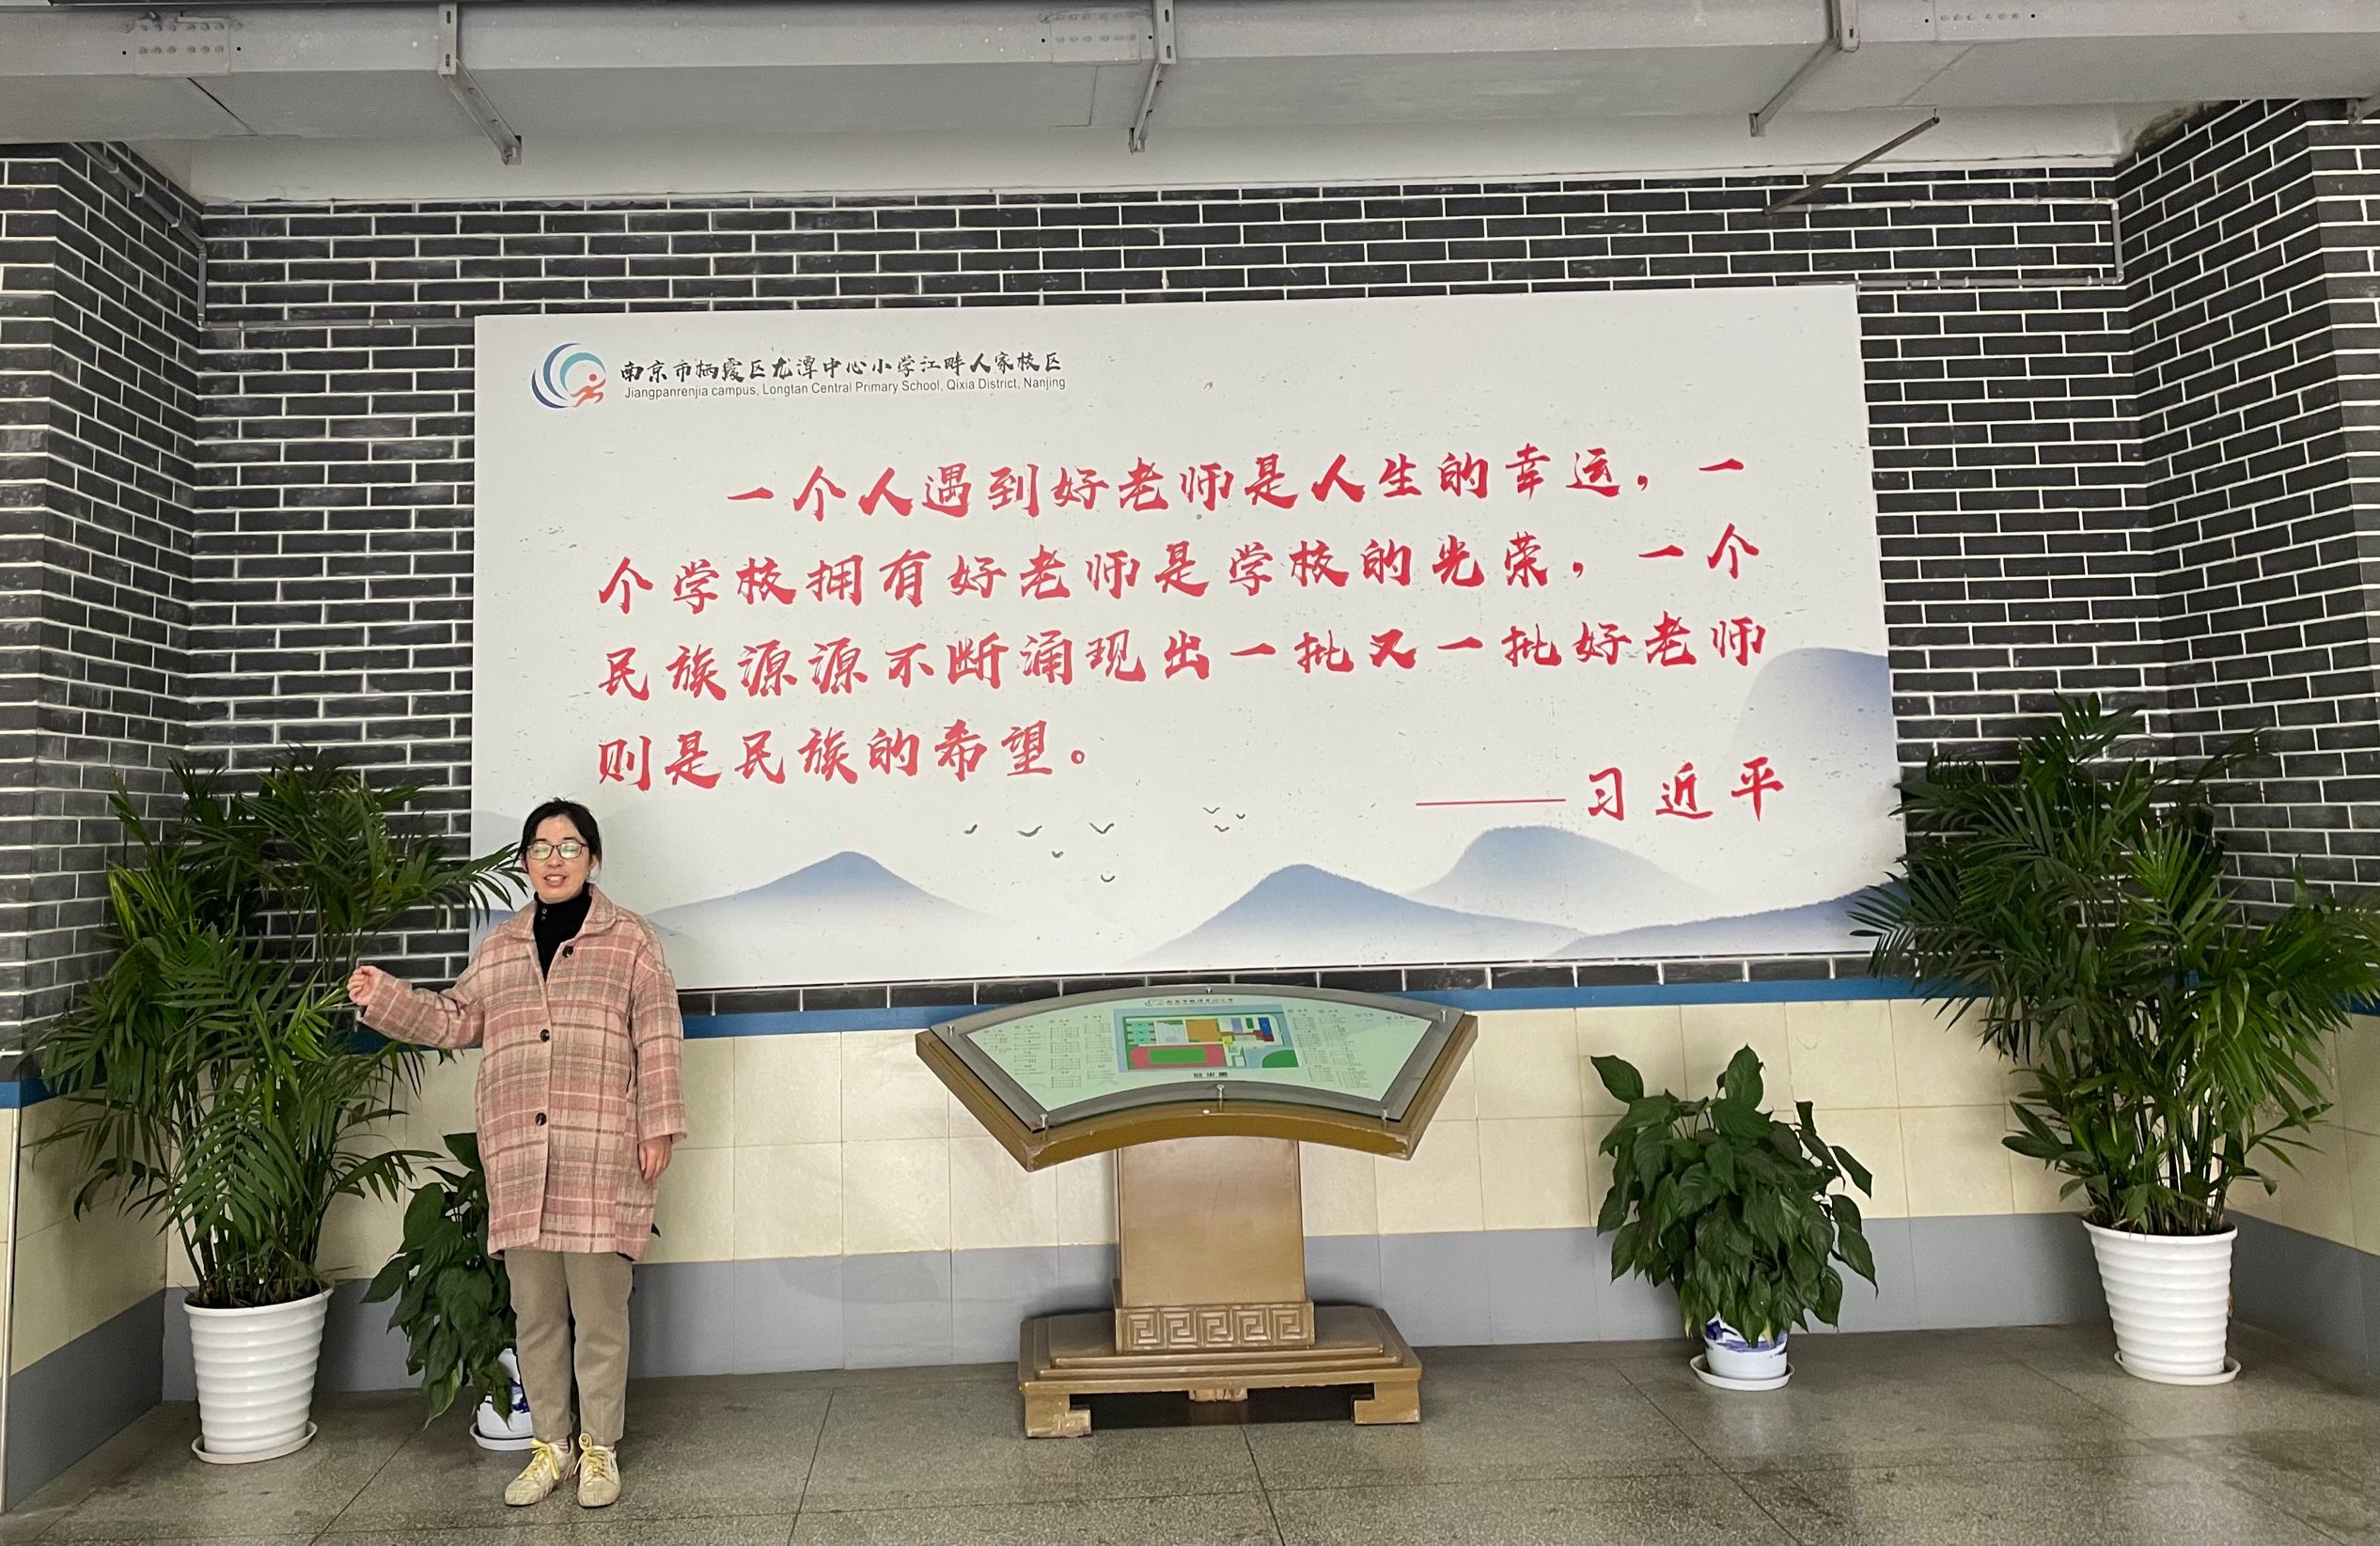 南京市栖霞区龙潭中心小学江畔人家校区
Jiangpanrenjia campus, Longtan Central Primary School, Qixia District, Nanjing
一个人遇到好老师是人生的幸运，一
个学校拥有好老师是学校的光荣，一个
民族源源不断涌现出一批又一批好老师
则是民族的希望。
——习近平